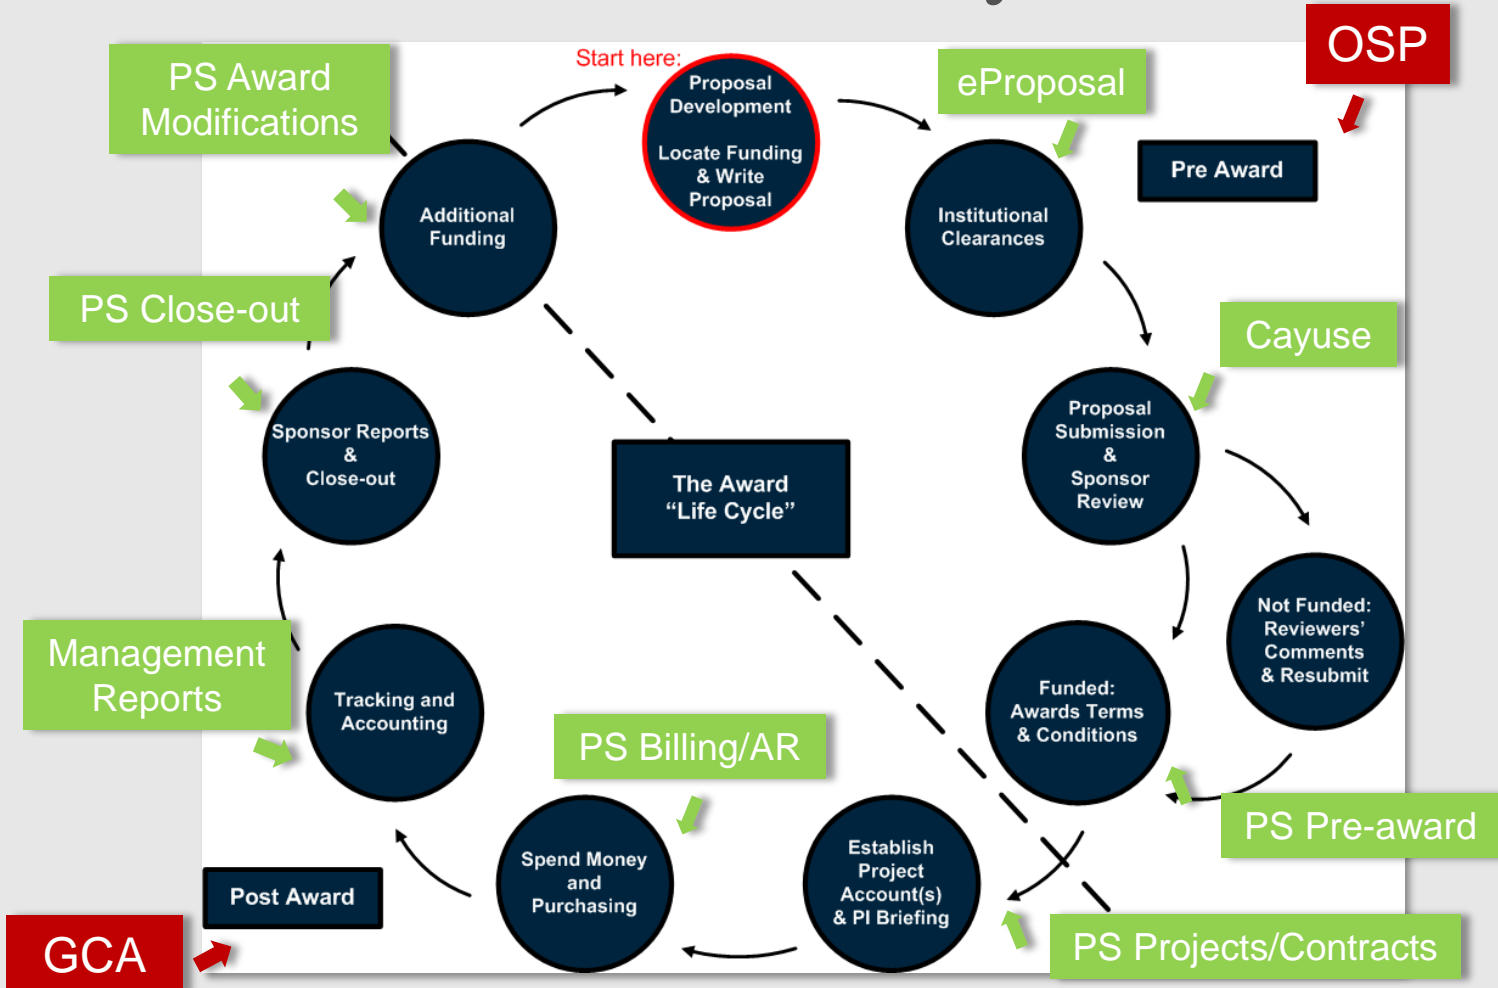 OSP
Start here:
PS Award
Modifications
Proposal
Development
Locate Funding
& Write
Proposal
eProposal
Pre Award
Additional
Funding
Institutional
Clearances
PS Close-out
Cayuse
Sponsor Reports
&
Close-out
Proposal
Submission
&
Sponsor
Review
The Award
“Life Cycle”
Not Funded:
Reviewers’
Comments
& Resubmit
Management
Reports
Tracking and
Accounting
Funded:
Awards Terms
& Conditions
PS Billing/AR
PS Pre-award
Spend Money
and
Purchasing
Establish
Project
Account(s)
& PI Briefing
Post Award
GCA
PS Projects/Contracts